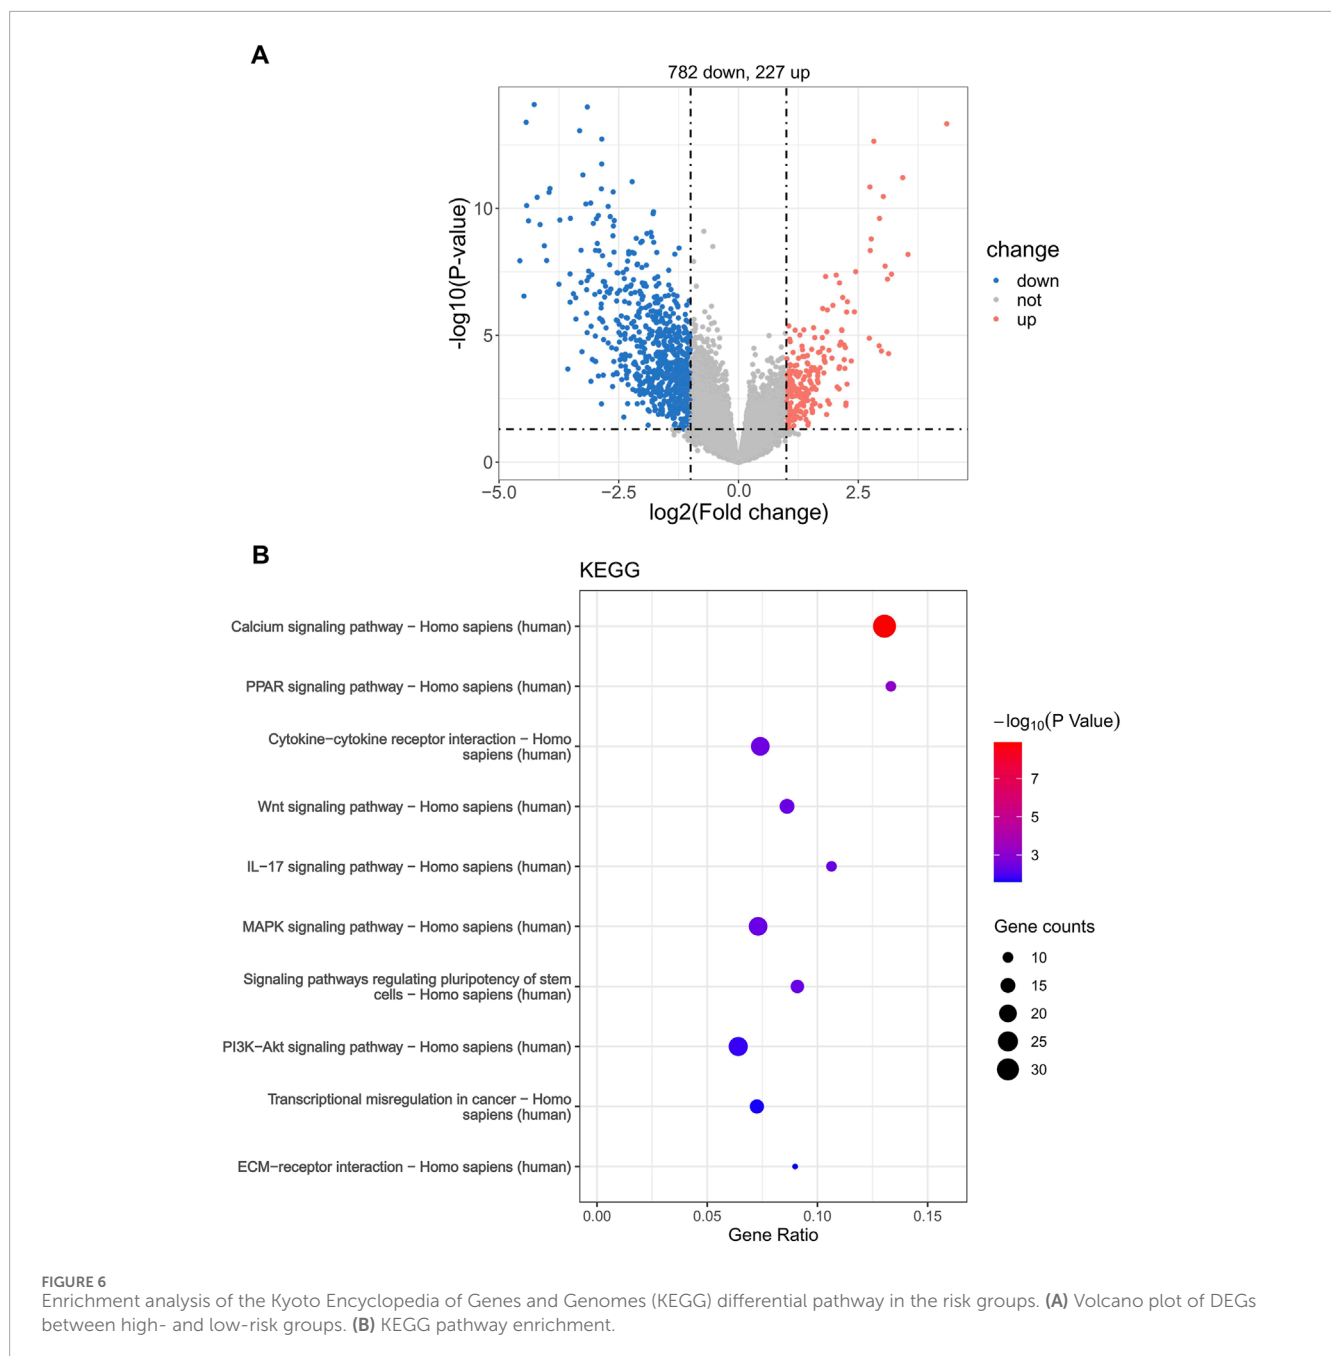 A
782 down, 227 up
-log10(P-value)
10
5
0
−5.0
−2.5
0.0
2.5
log2(Fold change)
change
down
not
up
B
KEGG
Calcium signaling pathway − Homo sapiens (human)
PPAR signaling pathway − Homo sapiens (human)
Cytokine−cytokine receptor interaction − Homo
sapiens (human)
Wnt signaling pathway − Homo sapiens (human)
IL−17 signaling pathway − Homo sapiens (human)
MAPK signaling pathway − Homo sapiens (human)
Signaling pathways regulating pluripotency of stem
cells − Homo sapiens (human)
PI3K−Akt signaling pathway − Homo sapiens (human)
Transcriptional misregulation in cancer − Homo
sapiens (human)
ECM−receptor interaction − Homo sapiens (human)
0.00
0.05
0.10
0.15
Gene Ratio
−log₁₀(P Value)
7
5
3
Gene counts
10
15
20
25
30
FIGURE 6
Enrichment analysis of the Kyoto Encyclopedia of Genes and Genomes (KEGG) differential pathway in the risk groups. (A) Volcano plot of DEGs
between high- and low-risk groups. (B) KEGG pathway enrichment.